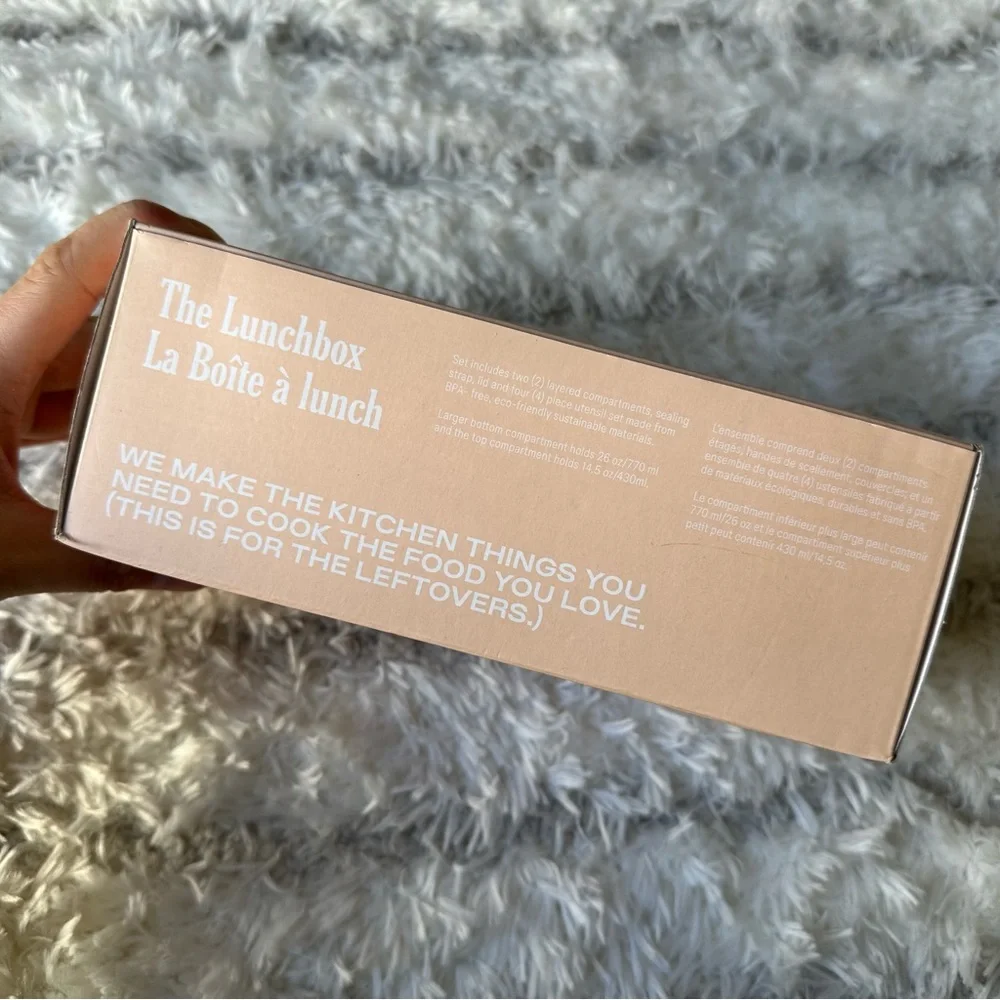 The Lunchbox
La Boîte à lunch
WE MAKE THE KITCHEN THINGS YOU
NEED TO COOK THE FOOD YOU LOVE.
(THIS IS FOR THE LEFTOVERS.)
Set includes two (2) layered compartments, sealing
strap, lid and four (4) piece utensil set made from
BPA- free, eco-friendly sustainable materials.
Larger bottom compartment holds 26 oz/770 ml
and the top compartment holds 14.5 oz/430ml.
L'ensemble comprend deux (2) compartiments
étagés, bandes de scellement, couvercles, et un
ensemble de quatre (4) ustensiles fabriqué à partir
de matériaux écologiques, durables et sans BPA.
Le compartiment inférieur plus large peut contenir
770 ml/26 oz et le compartiment supérieur plus
petit peut contenir 430 ml/14,5 oz.